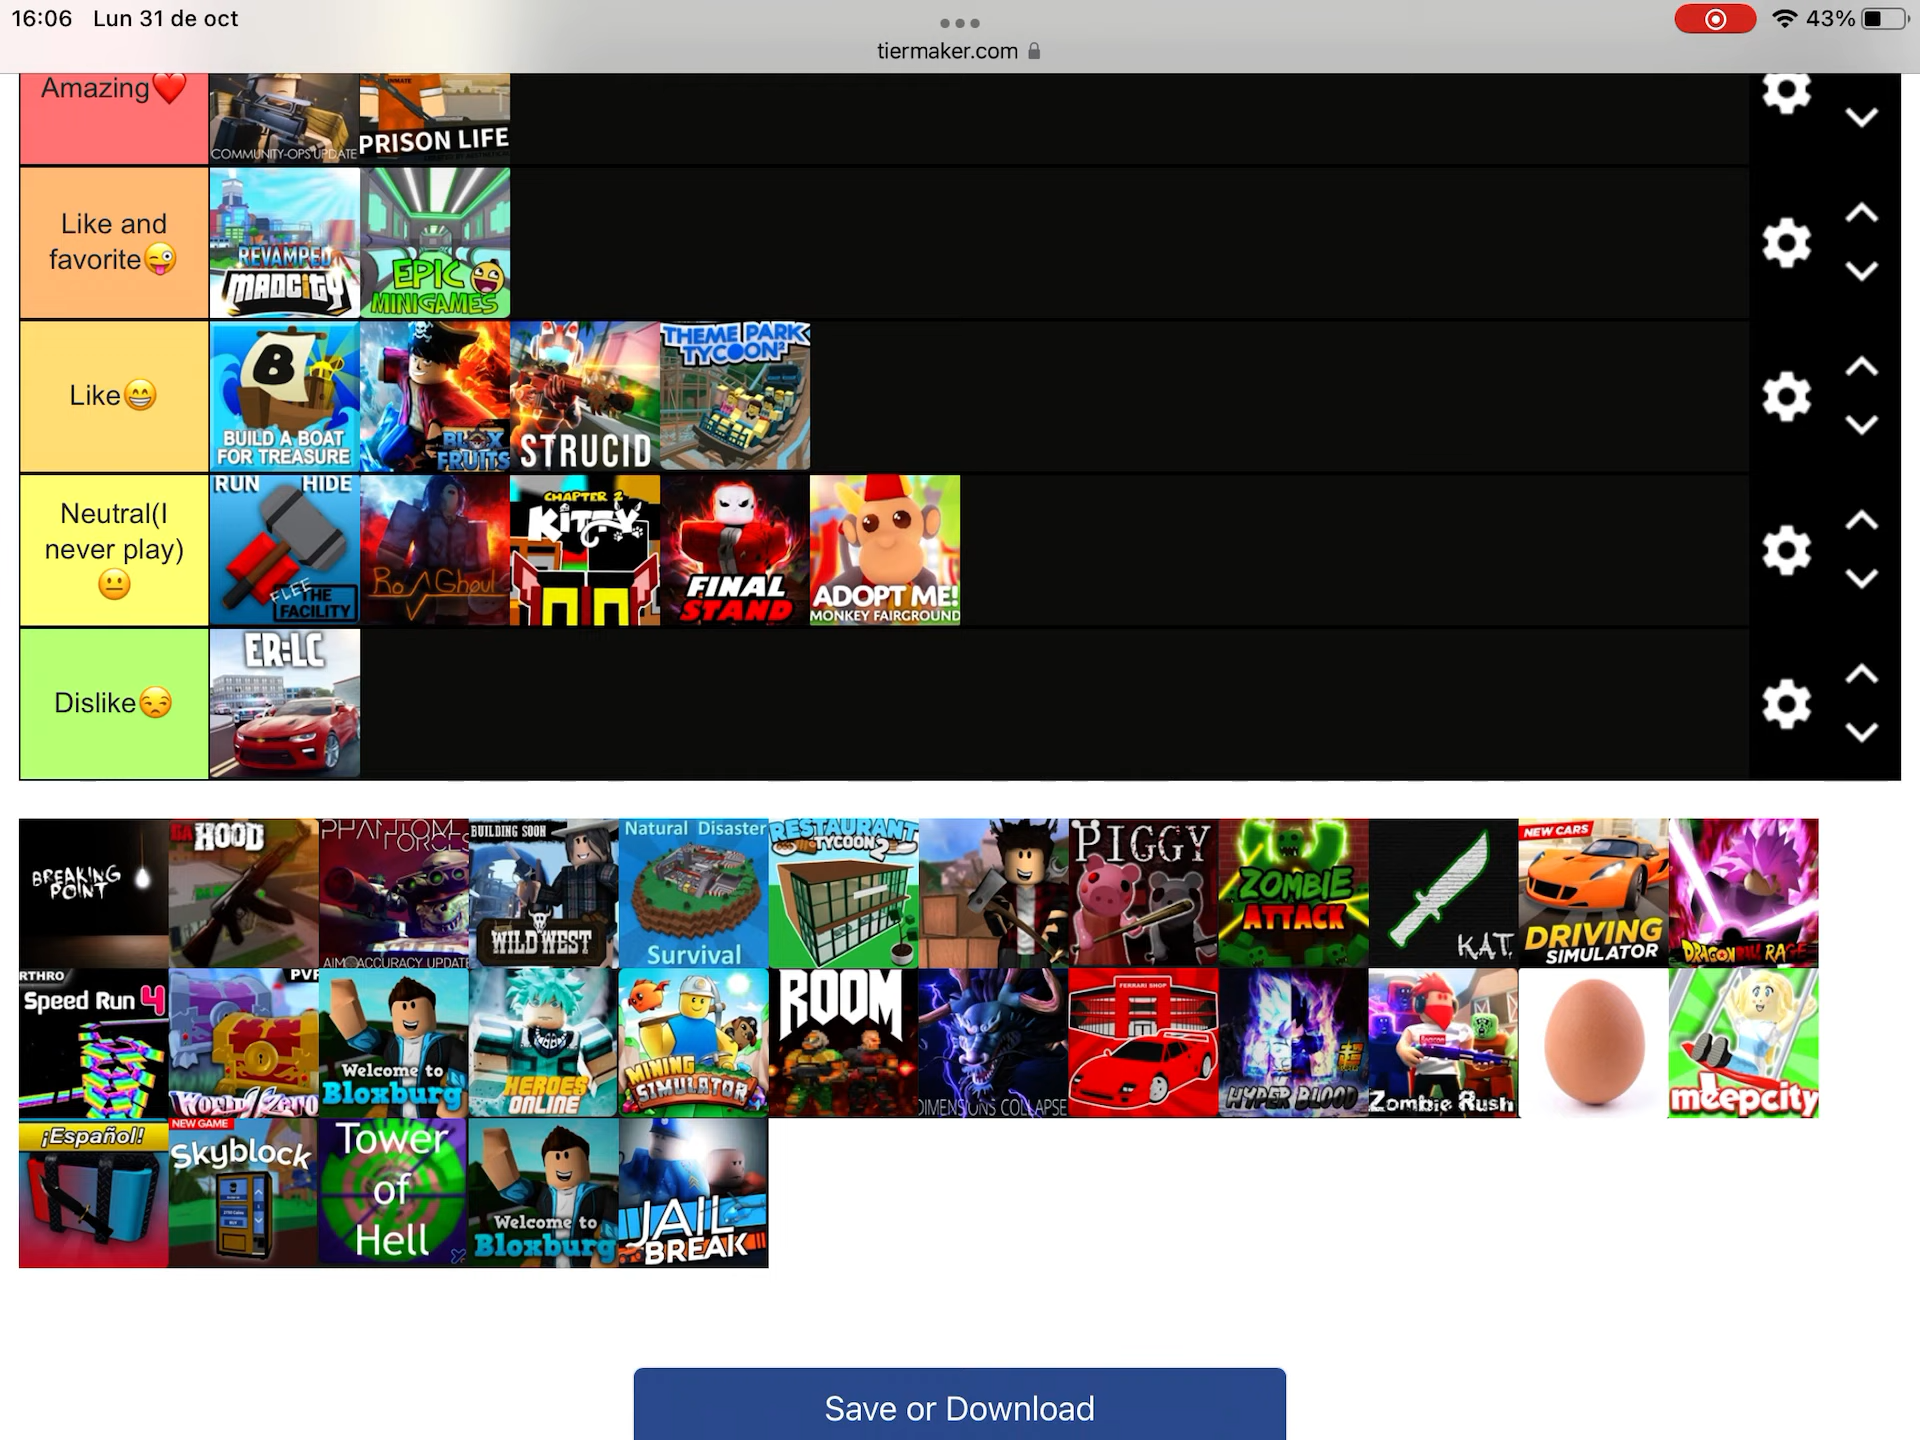 16:06 Lun 31 de oct
43%
tiermaker.com
Amazing❤️
COMMUNITY-OPS UPDATE
INMATE
PRISON LIFE
Like and
favorite😜
REVAMPED
MADCITY
EPIC
MINIGAMES
Like😁
B
BUILD A BOAT
FOR TREASURE
BLOX
FRUITS
STRUCID
THEME PARK
TYCOON 2
Neutral(I
never play)
😐
RUN HIDE
FLEE THE
FACILITY
Ro Ghoul
CHAPTER 2
KITTY
FINAL
STAND
ADOPT ME!
MONKEY FAIRGROUND
Dislike😒
ER:LC
BREAKING
POINT
DA HOOD
PHANTOM
FORCES
AIM ACCURACY UPDATE
BUILDING SOON
WILD WEST
Natural Disaster
Survival
RESTAURANT
TYCOON 2
PIGGY
ZOMBIE
ATTACK
KAT.
NEW CARS
DRIVING
SIMULATOR
DRAGON BALL RAGE
RTHRO
Speed Run 4
PVP
World Zero
Welcome to
Bloxburg
HEROES
ONLINE
MINING
SIMULATOR
ROOM
DIMENSIONS COLLAPSE
FERRARI SHOP
HYPER BLOOD
Zombie Rush
meepcity
¡Español!
NEW GAME
Skyblock
Tower
of
Hell
Welcome to
Bloxburg
JAIL
BREAK
Save or Download